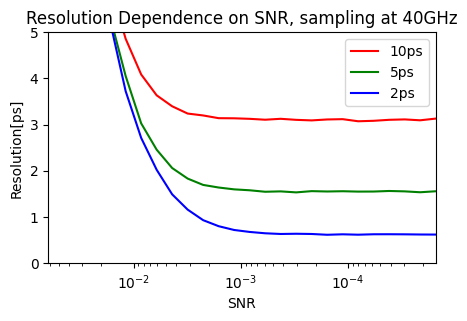 Resolution Dependence on SNR, sampling at 40GHz
5
4
3
2
1
0
Resolution[ps]
10ps
5ps
2ps
10⁻²
10⁻³
10⁻⁴
SNR